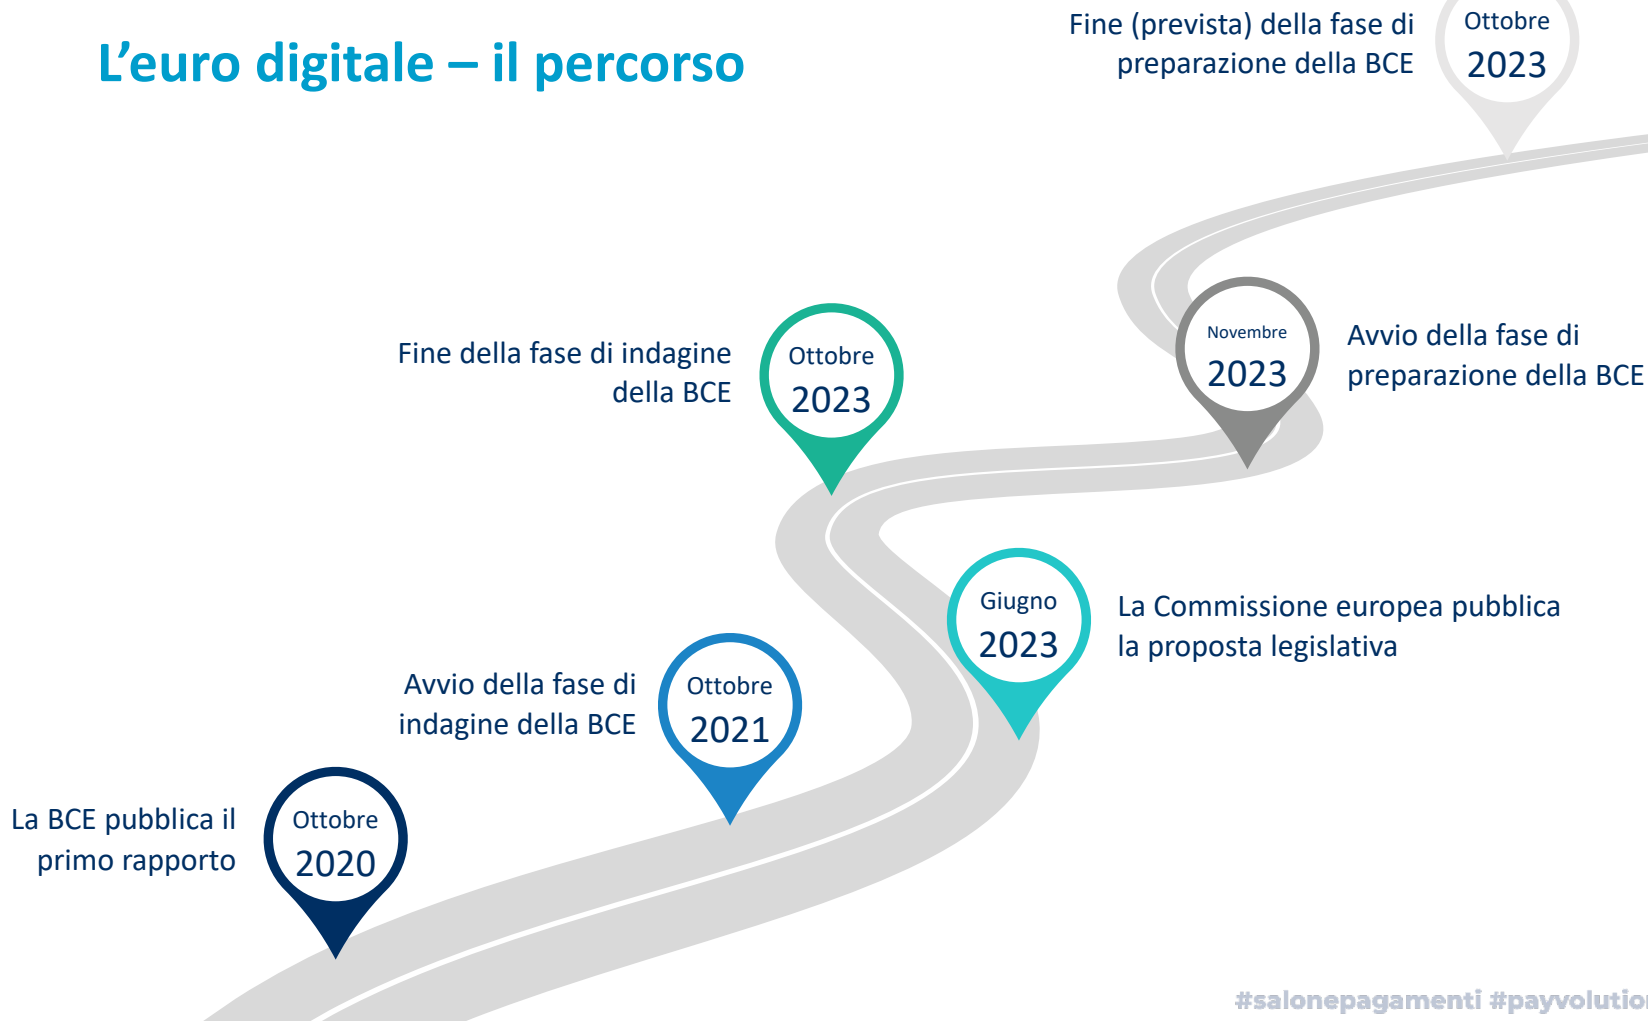 L’euro digitale – il percorso
Fine (prevista) della fase di
preparazione della BCE
Ottobre
2023
Fine della fase di indagine
della BCE
Ottobre
2023
Novembre
2023
Avvio della fase di
preparazione della BCE
Giugno
2023
La Commissione europea pubblica
la proposta legislativa
Avvio della fase di
indagine della BCE
Ottobre
2021
La BCE pubblica il
primo rapporto
Ottobre
2020
#salonepagamenti #payvolution